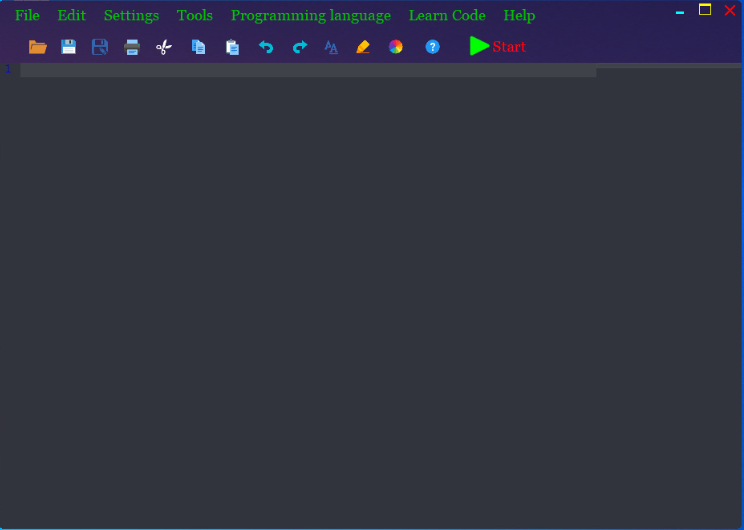 File Edit Settings Tools Programming language Learn Code Help
Start
1